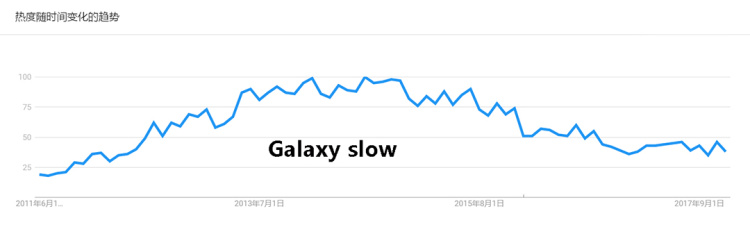 热度随时间变化的趋势
100
75
50
25
Galaxy slow
2011年6月1...
2013年7月1日
2015年8月1日
2017年9月1日